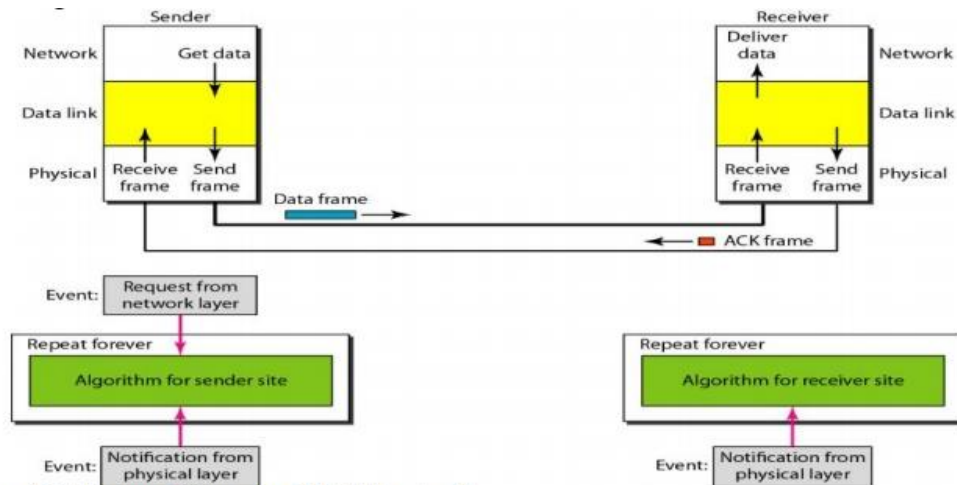 Sender
Receiver
Network
Get data
Deliver
data
Network
Data link
Data link
Physical
Receive
frame
Send
frame
Receive
frame
Send
frame
Physical
Data frame
ACK frame
Event:
Request from
network layer
Repeat forever
Algorithm for sender site
Repeat forever
Algorithm for receiver site
Event:
Notification from
physical layer
Event:
Notification from
physical layer